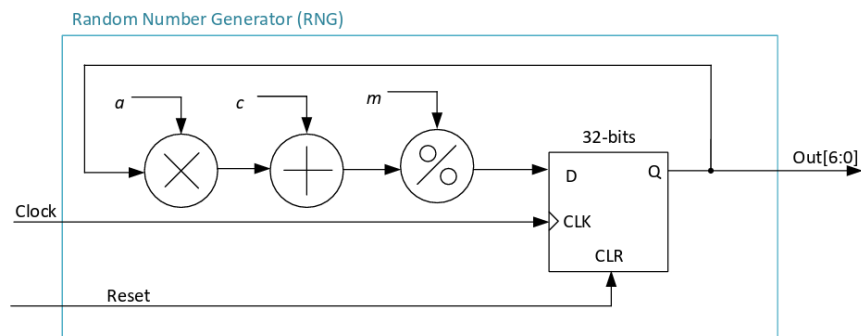 Random Number Generator (RNG)
a
c
m
32-bits
D
Q
Out[6:0]
Clock
CLK
CLR
Reset